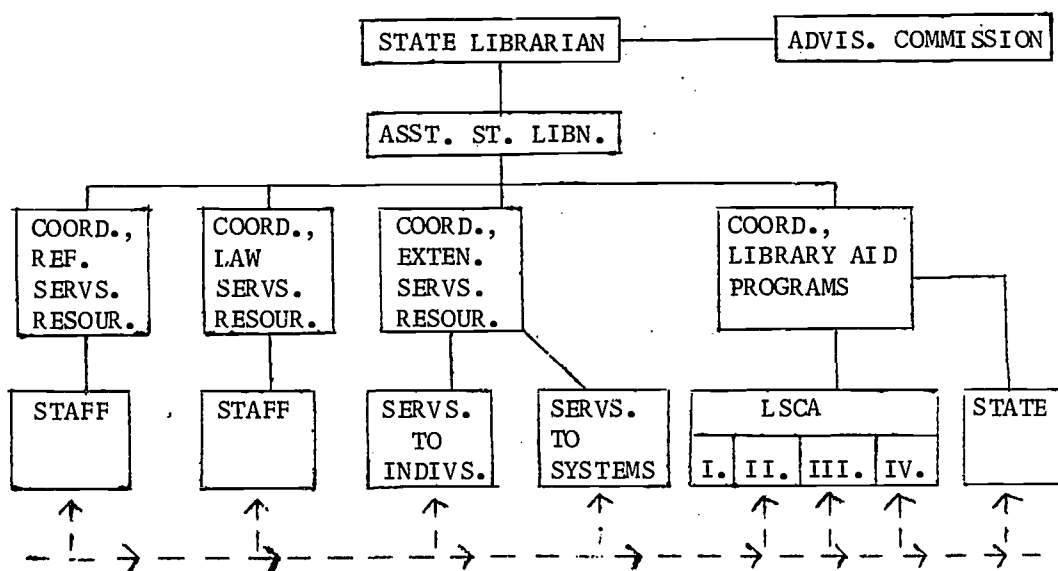 STATE LIBRARIAN
ADVIS. COMMISSION
ASST. ST. LIBN.
COORD.,
REF.
SERVS.
RESOUR.
COORD.,
LAW
SERVS.
RESOUR.
COORD.,
EXTEN.
SERVS.
RESOUR.
COORD.,
LIBRARY AID
PROGRAMS
STAFF
STAFF
SERVS.
TO
INDIVS.
SERVS.
TO
SYSTEMS
LSCA
I.
II.
III.
IV.
STATE